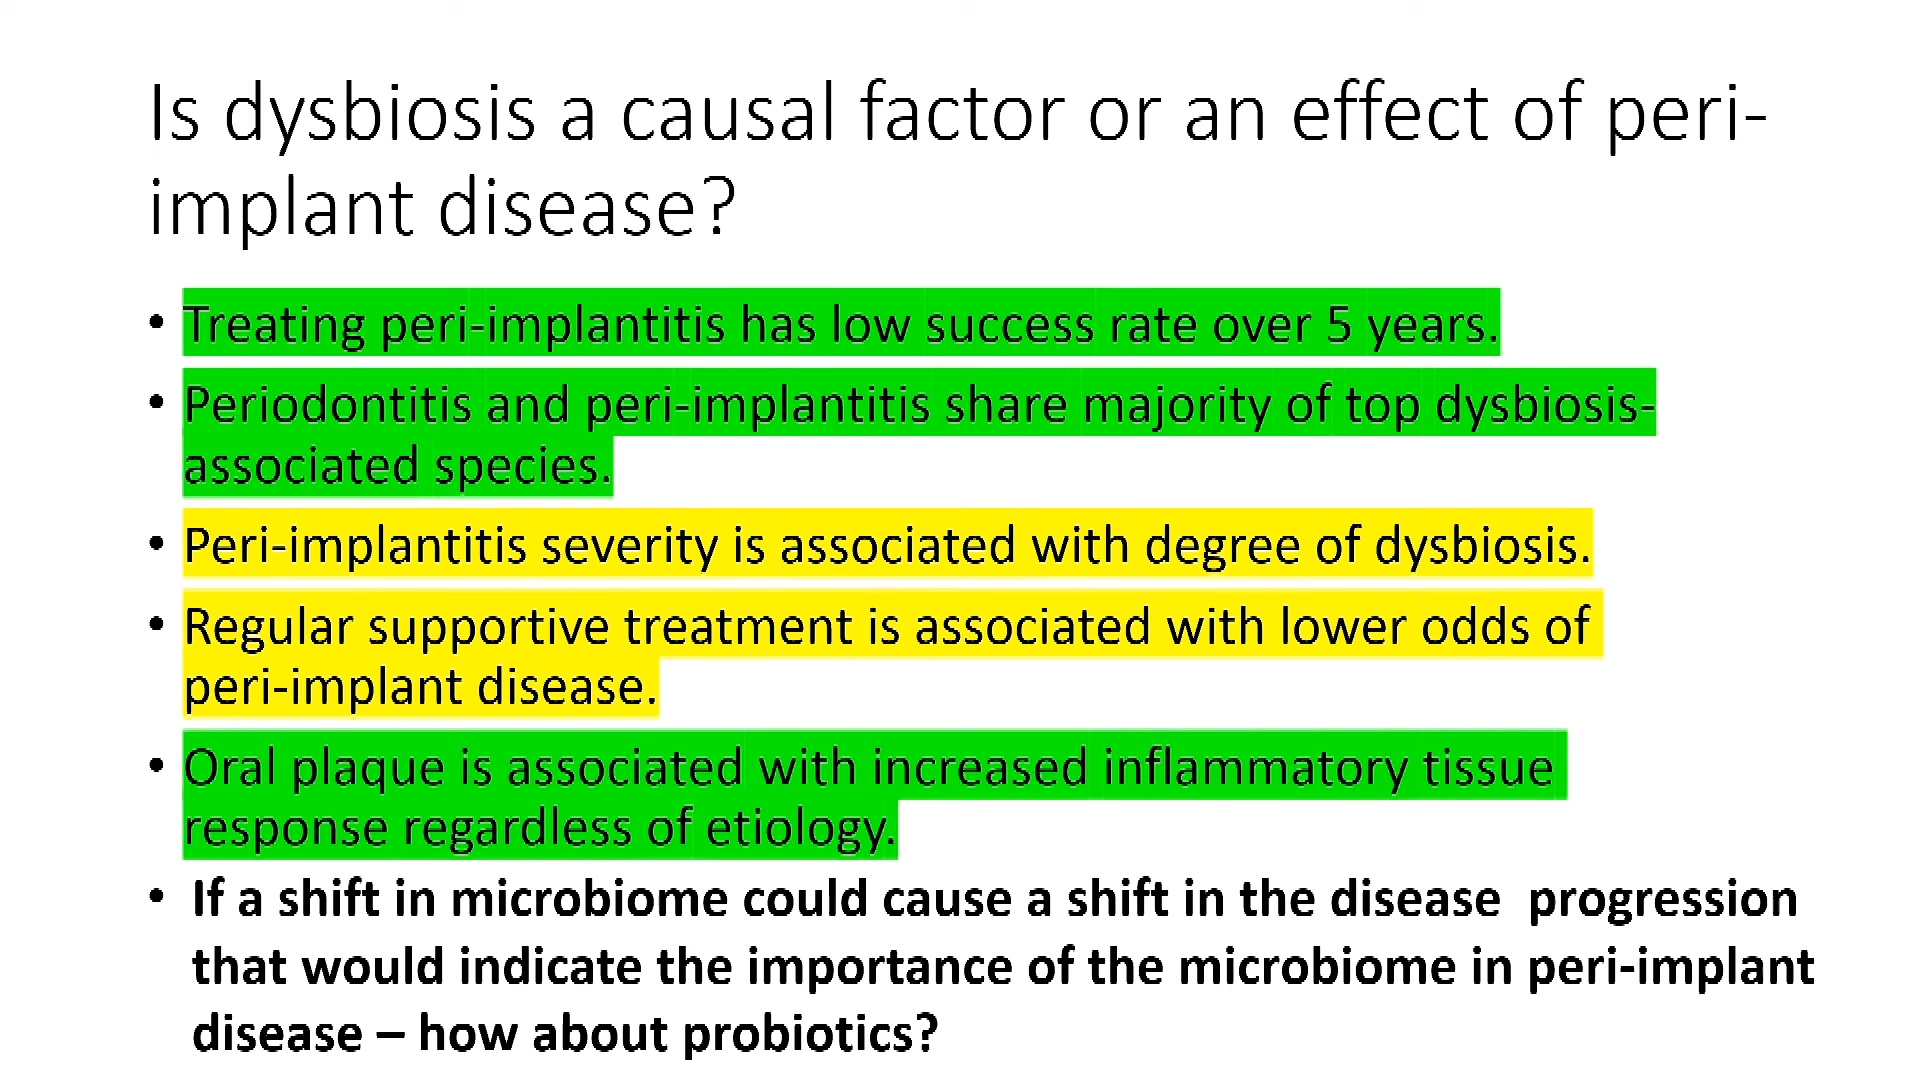 Is dysbiosis a causal factor or an effect of peri-
implant disease?
• Treating peri-implantitis has low success rate over 5 years.
• Periodontitis and peri-implantitis share majority of top dysbiosis-
associated species.
• Peri-implantitis severity is associated with degree of dysbiosis.
• Regular supportive treatment is associated with lower odds of
peri-implant disease.
• Oral plaque is associated with increased inflammatory tissue
response regardless of etiology.
• If a shift in microbiome could cause a shift in the disease  progression
that would indicate the importance of the microbiome in peri-implant
disease – how about probiotics?